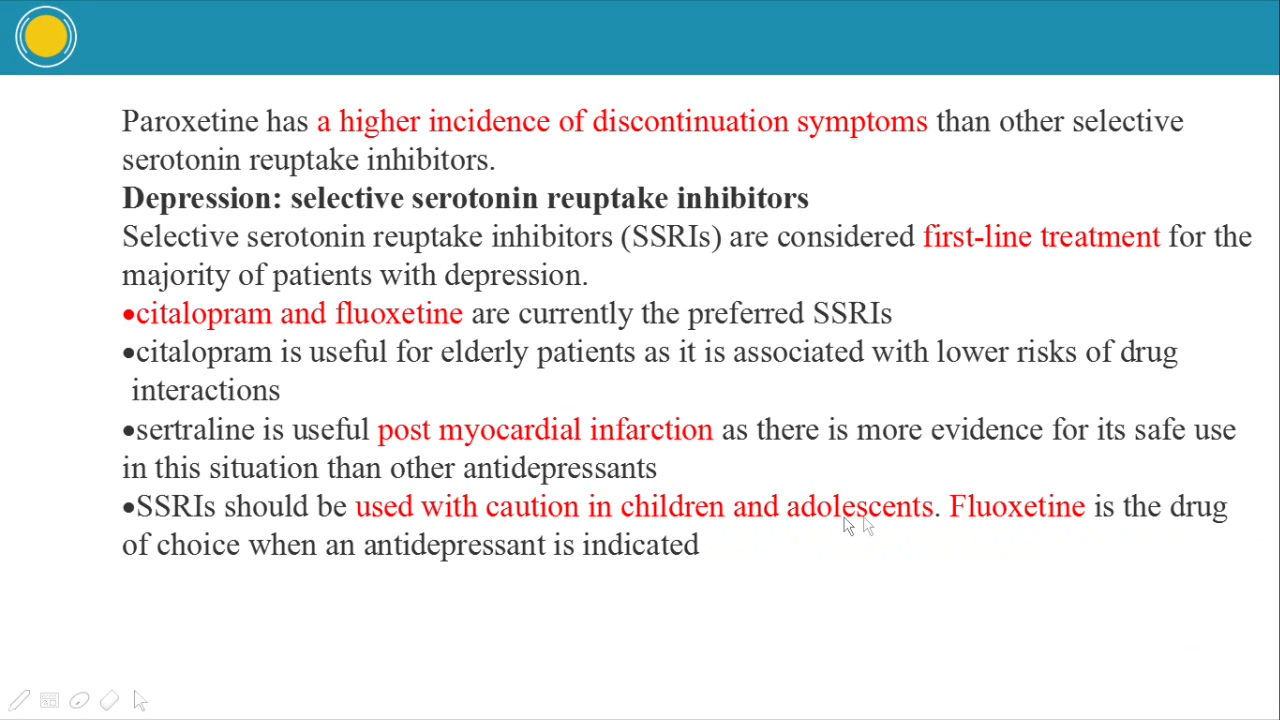 Paroxetine has a higher incidence of discontinuation symptoms than other selective
serotonin reuptake inhibitors.
Depression: selective serotonin reuptake inhibitors
Selective serotonin reuptake inhibitors (SSRIs) are considered first-line treatment for the
majority of patients with depression.
•citalopram and fluoxetine are currently the preferred SSRIs
•citalopram is useful for elderly patients as it is associated with lower risks of drug
interactions
•sertraline is useful post myocardial infarction as there is more evidence for its safe use
in this situation than other antidepressants
•SSRIs should be used with caution in children and adolescents. Fluoxetine is the drug
of choice when an antidepressant is indicated